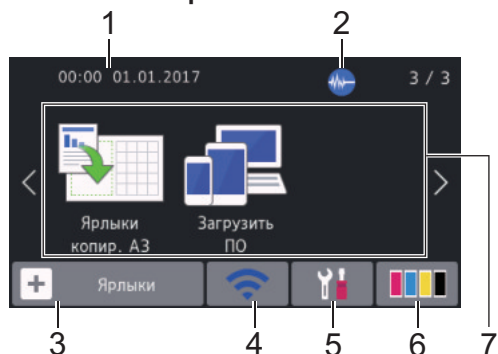 1 2
00:00 01.01.2017 3 / 3
Ярлыки
копир. A3
Загрузить
ПО
Ярлыки
3 4 5 6 7